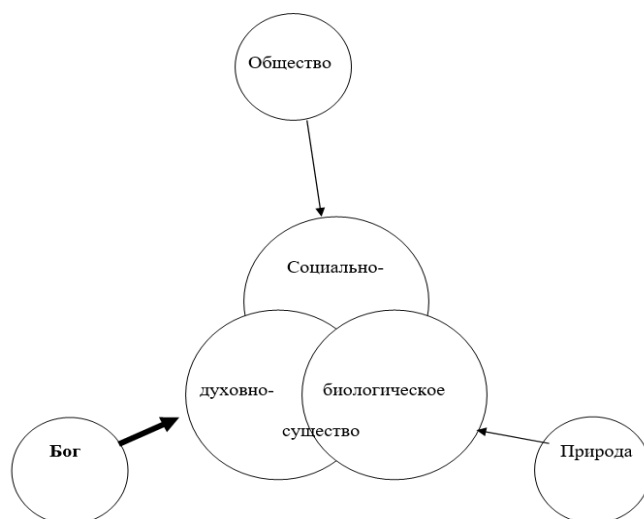 Общество
Социально-
духовно-
биологическое
существо
Бог
Природа